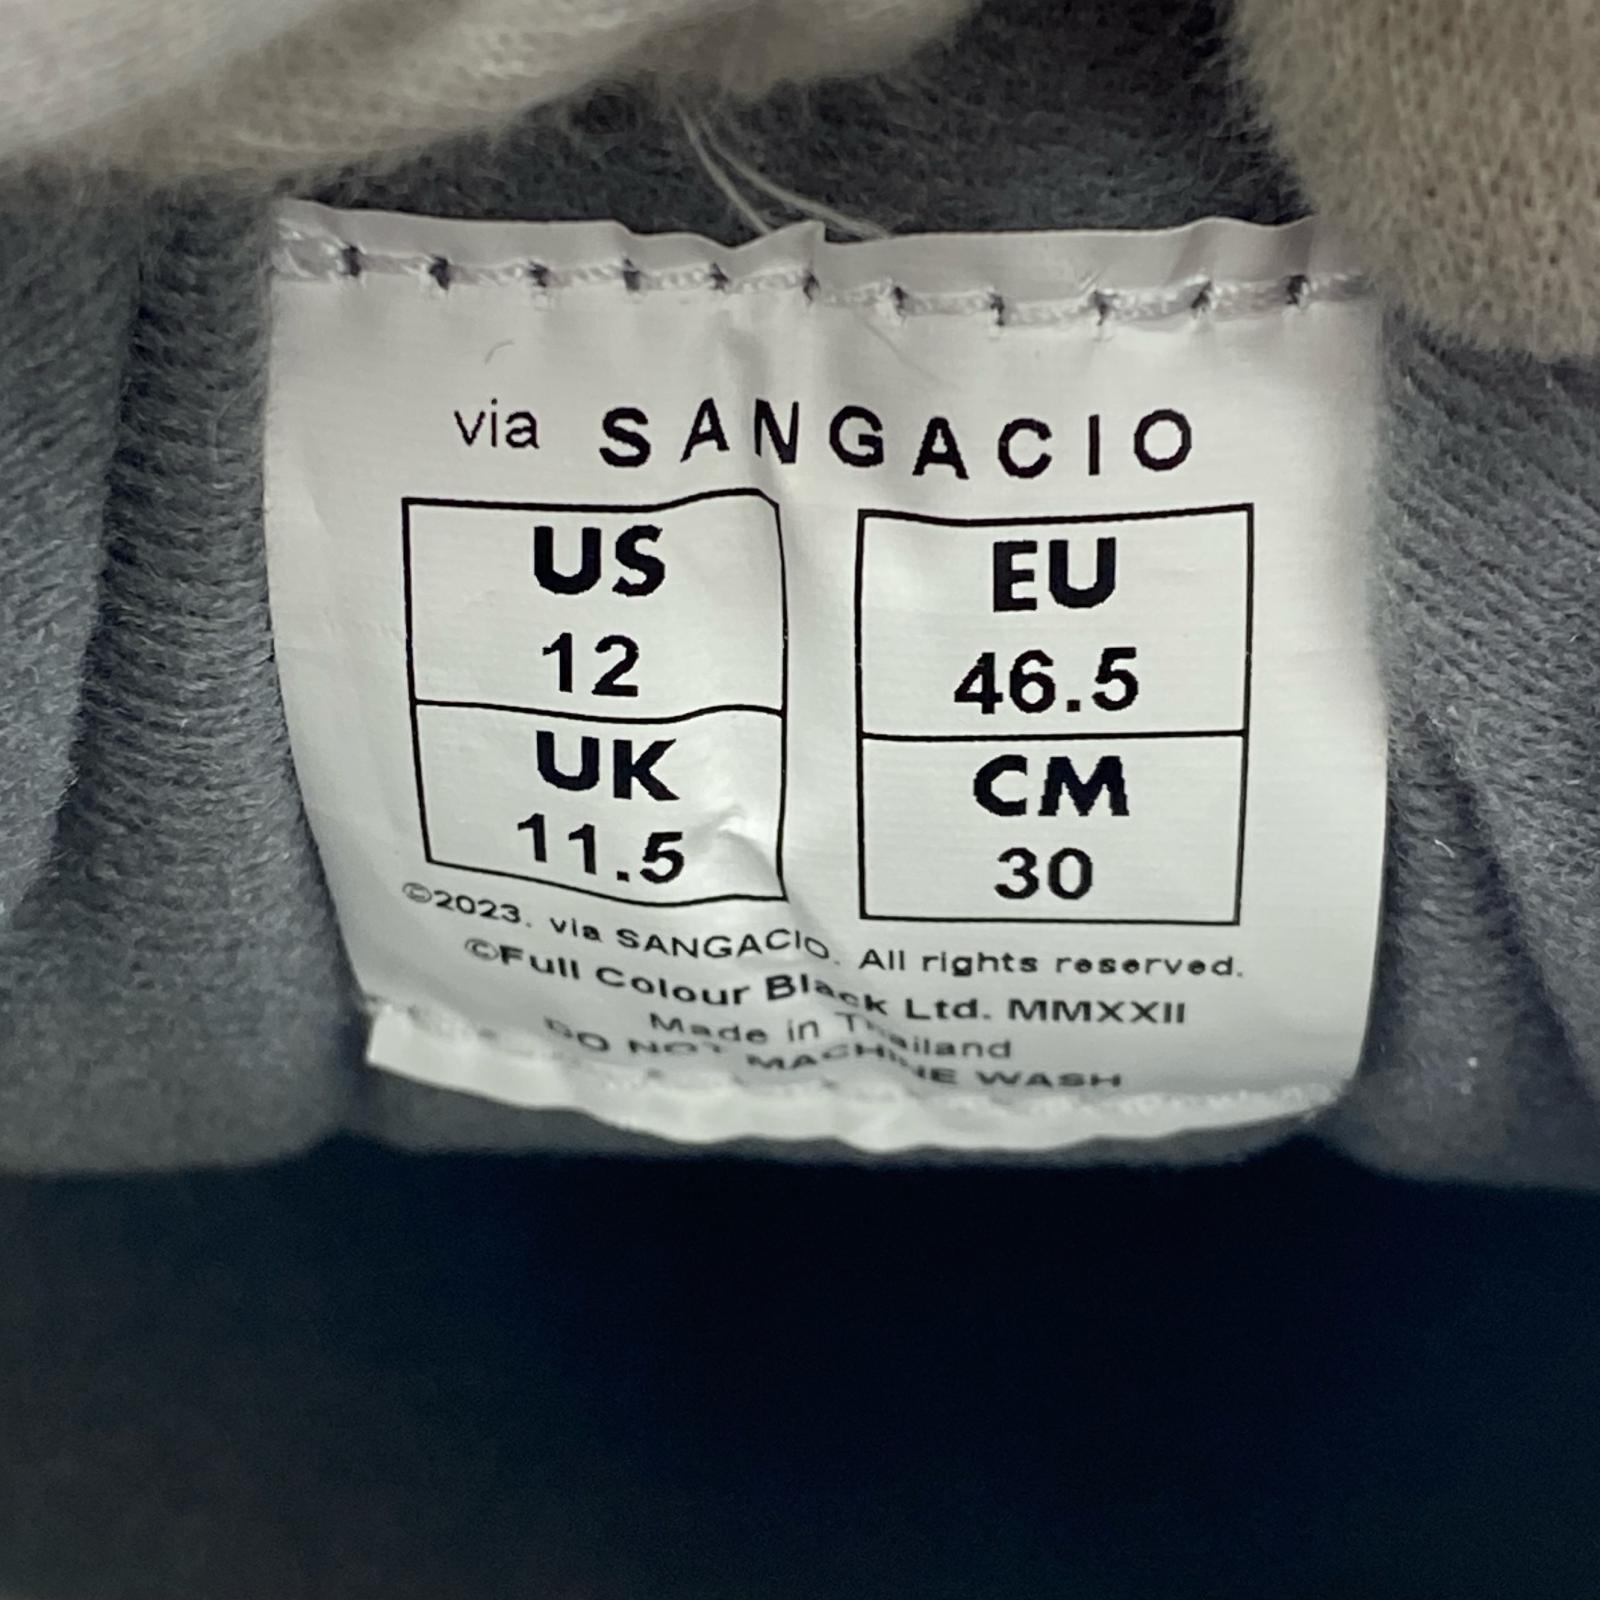 via SANGACIO
US EU
12 46.5
UK CM
11.5 30
©2023. via SANGACIO. All rights reserved.
©Full Colour Black Ltd. MMXXII
Made in Thailand
DO NOT MACHINE WASH